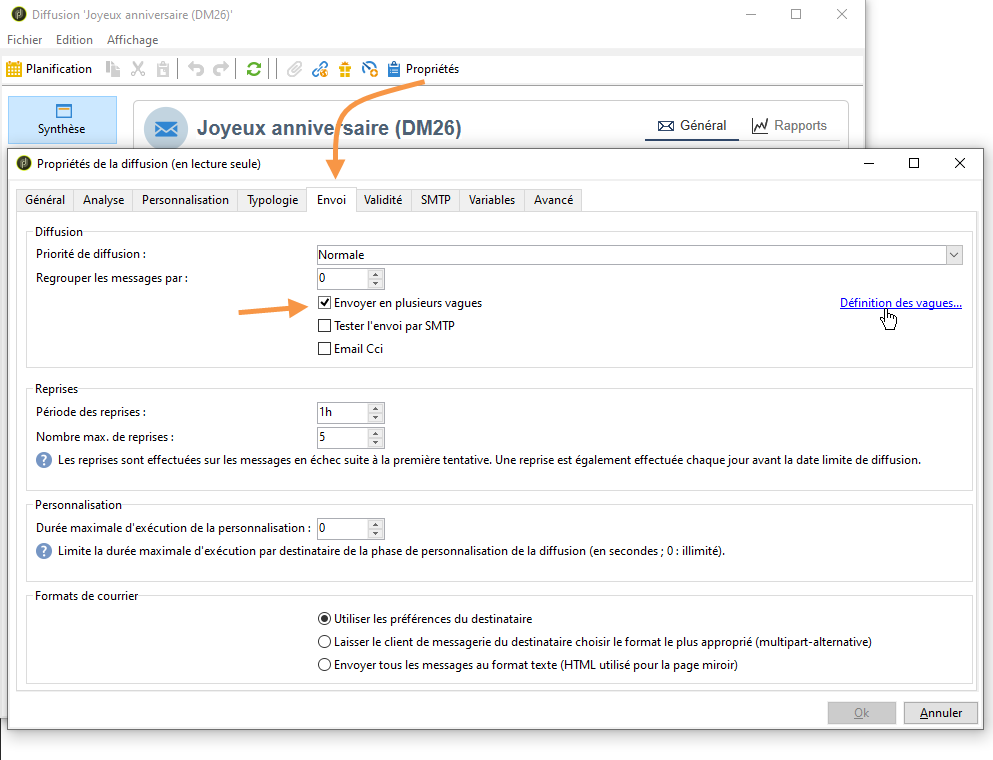 Diffusion 'Joyeux anniversaire (DM26)'
Fichier Edition Affichage
Planification Propriétés
Synthèse
Joyeux anniversaire (DM26)
Général Rapports
Propriétés de la diffusion (en lecture seule)
Général Analyse Personnalisation Typologie Envoi Validité SMTP Variables Avancé
Diffusion
Priorité de diffusion : Normale
Regrouper les messages par : 0
Envoyer en plusieurs vagues Définition des vagues...
Tester l'envoi par SMTP
Email Cci
Reprises
Période des reprises : 1h
Nombre max. de reprises : 5
Les reprises sont effectuées sur les messages en échec suite à la première tentative. Une reprise est également effectuée chaque jour avant la date limite de diffusion.
Personnalisation
Durée maximale d'exécution de la personnalisation : 0
Limite la durée maximale d'exécution par destinataire de la phase de personnalisation de la diffusion (en secondes ; 0 : illimité).
Formats de courrier
Utiliser les préférences du destinataire
Laisser le client de messagerie du destinataire choisir le format le plus approprié (multipart-alternative)
Envoyer tous les messages au format texte (HTML utilisé pour la page miroir)
Ok Annuler